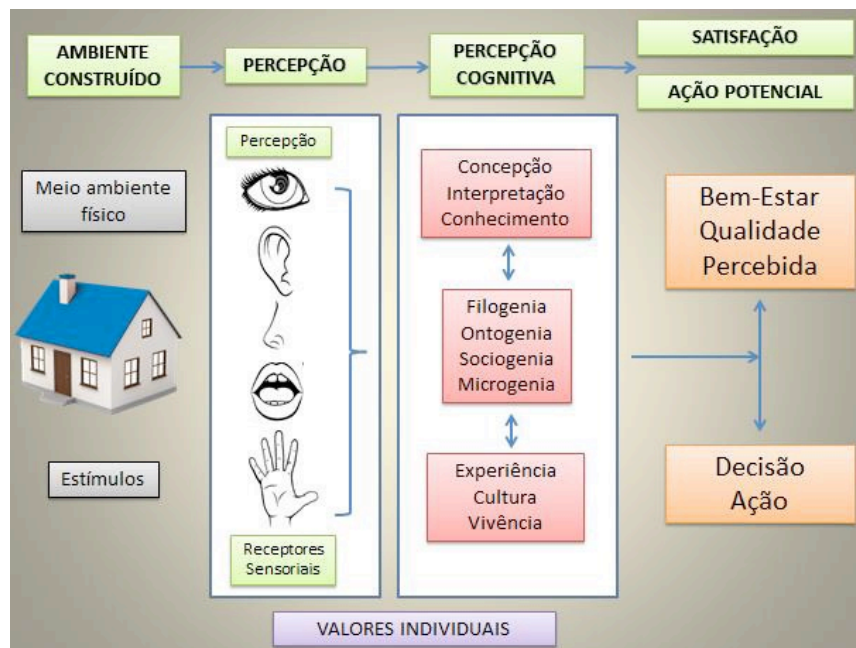 AMBIENTE
CONSTRUÍDO
PERCEPÇÃO
PERCEPÇÃO
COGNITIVA
SATISFAÇÃO
AÇÃO POTENCIAL
Meio ambiente
físico
Estímulos
Percepção
Receptores
Sensoriais
Concepção
Interpretação
Conhecimento
Filogenia
Ontogenia
Sociogenia
Microgenia
Experiência
Cultura
Vivência
Bem-Estar
Qualidade
Percebida
Decisão
Ação
VALORES INDIVIDUAIS